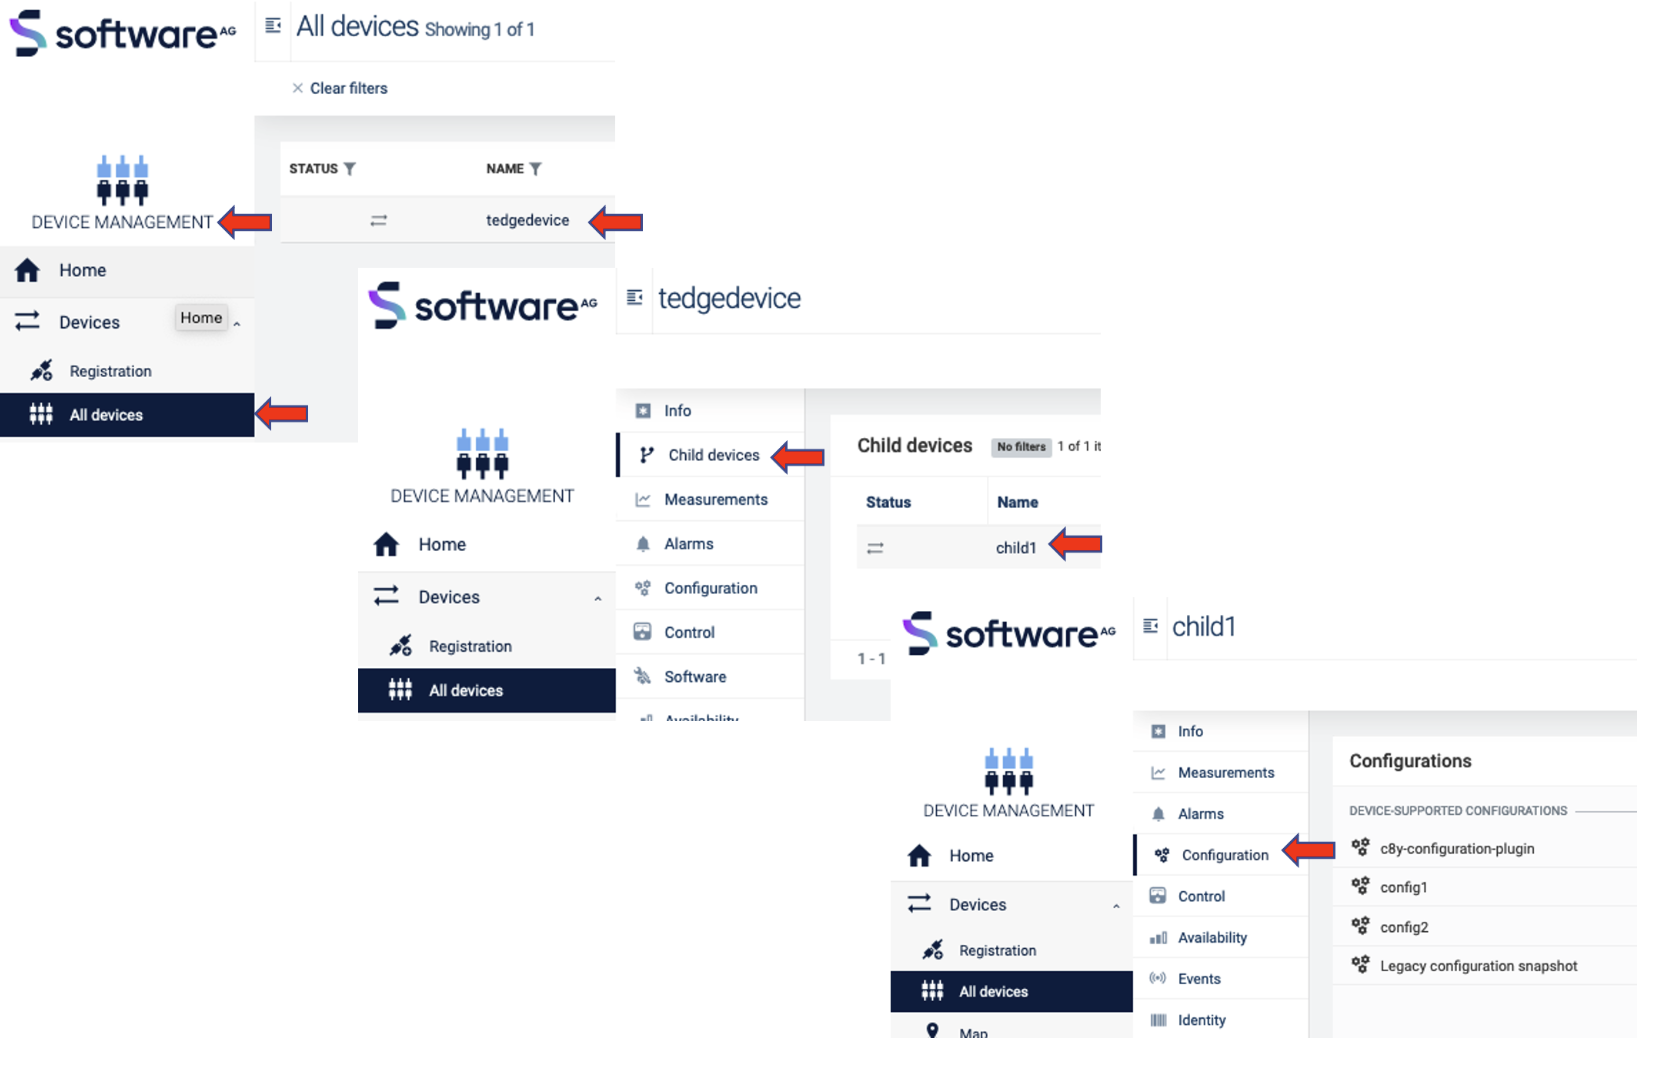 software AG
All devices Showing 1 of 1
× Clear filters
STATUS
NAME
DEVICE MANAGEMENT
tedgedevice
Home
Devices
Home
Registration
All devices
software AG
tedgedevice
DEVICE MANAGEMENT
Home
Devices
Registration
All devices
Info
Child devices
Measurements
Alarms
Configuration
Control
Software
Availability
Child devices
No filters
1 of 1 it
Status
Name
child1
1 - 1
software AG
child1
DEVICE MANAGEMENT
Home
Devices
Registration
All devices
Map
Info
Measurements
Alarms
Configuration
Control
Availability
Events
Identity
Configurations
DEVICE-SUPPORTED CONFIGURATIONS
c8y-configuration-plugin
config1
config2
Legacy configuration snapshot